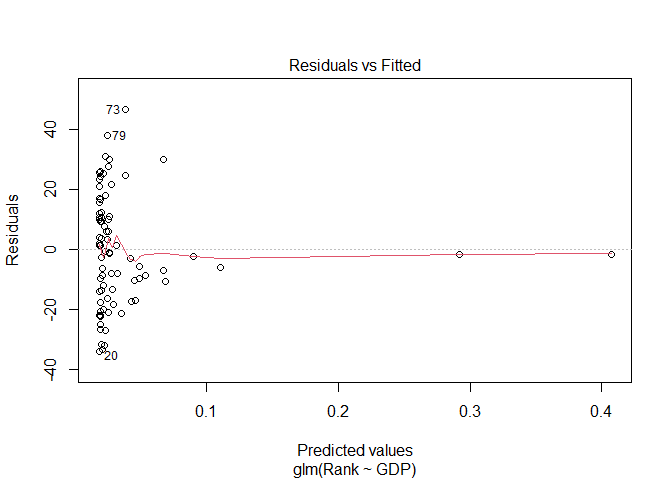 Residuals vs Fitted
73
79
20
40
20
0
-20
-40
Residuals
0.1 0.2 0.3 0.4
Predicted values
glm(Rank ~ GDP)